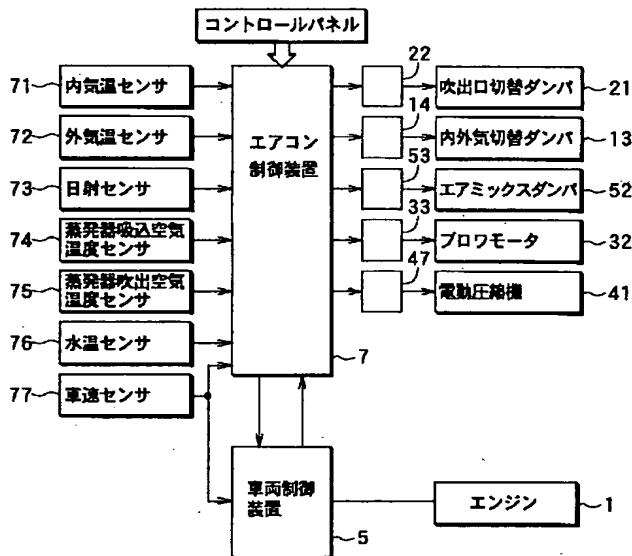 コントロールパネル
22
71 内気温センサ
吹出口切替ダンパ 21
14
72 外気温センサ
エアコン
制御装置
内外気切替ダンパ 13
53
73 日射センサ
エアミックスダンパ 52
33
74 蒸発器吸込空気
温度センサ
ブロワモータ 32
47
75 蒸発器吹出空気
温度センサ
電動圧縮機 41
76 水温センサ
7
77 車速センサ
車両制御
装置
エンジン 1
5